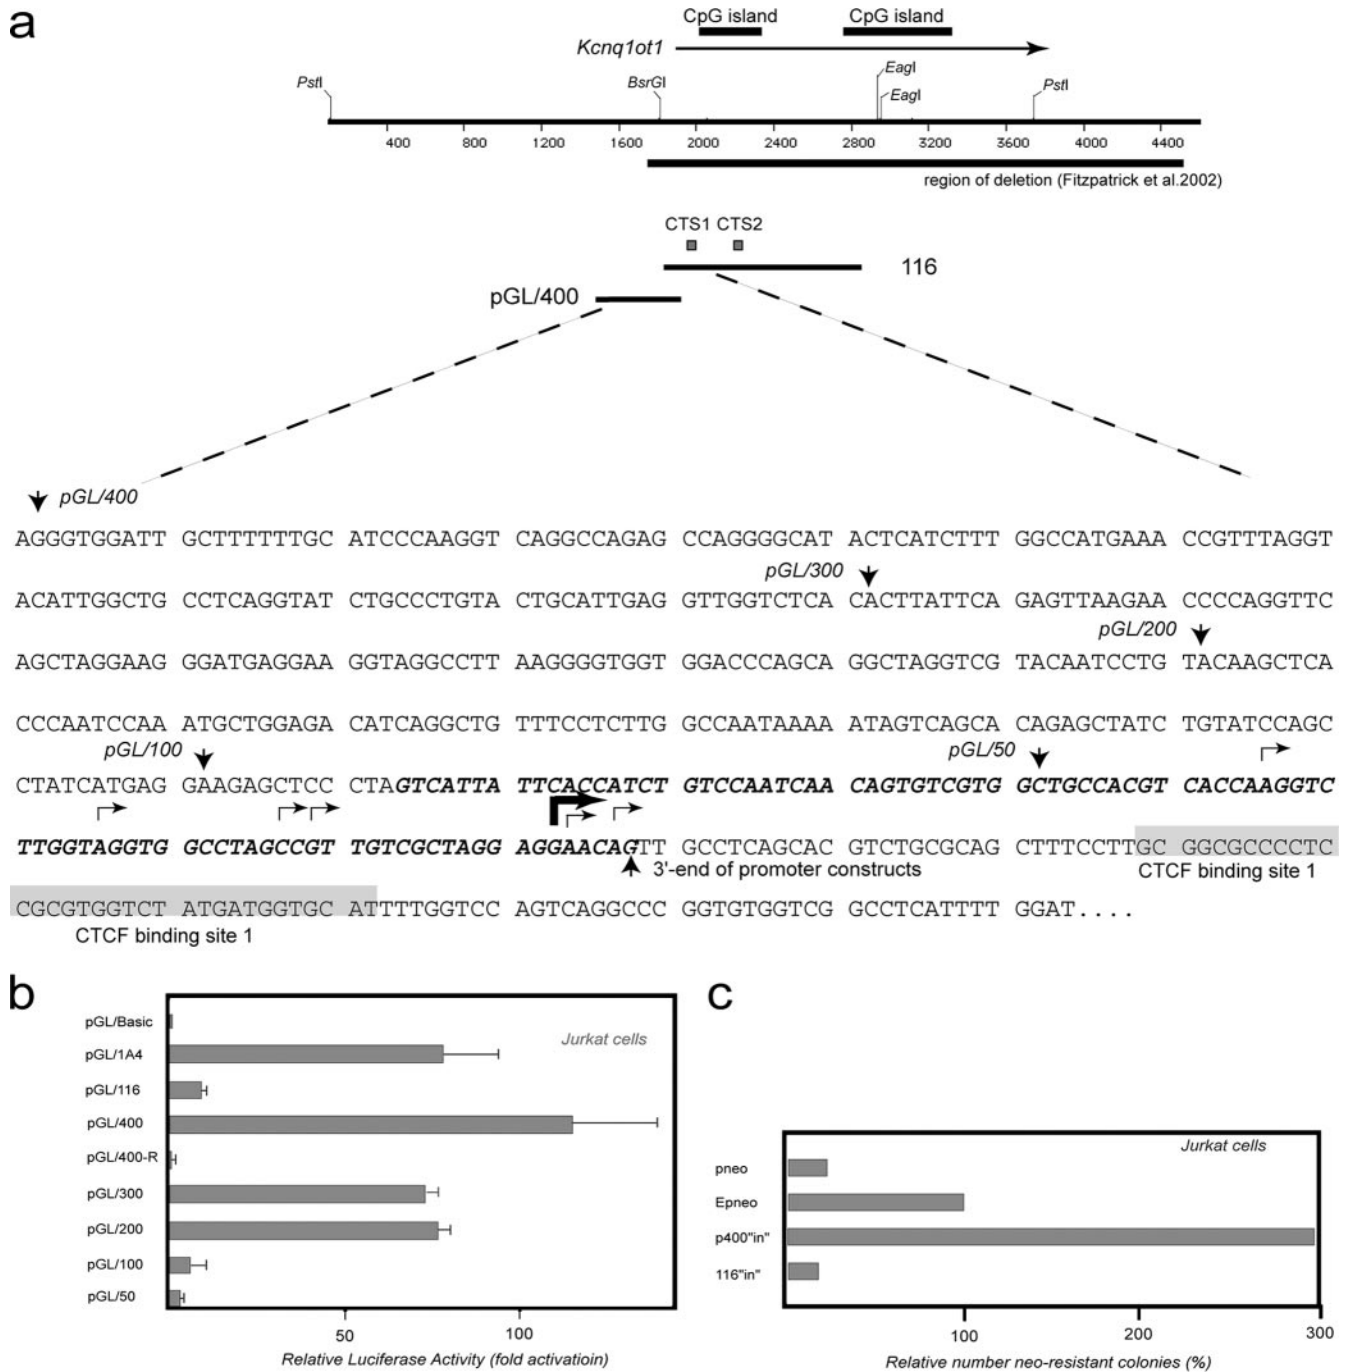 a
CpG island CpG island
Kcnq1ot1
PstI BsrGI EagI EagI PstI
400 800 1200 1600 2000 2400 2800 3200 3600 4000 4400
region of deletion (Fitzpatrick et al.2002)
CTS1 CTS2
116
pGL/400
pGL/400
AGGGTGGATT GCTTTTTTGC ATCCCAAGGT CAGGCCAGAG CCAGGGGCAT ACTCATCTTT GGCCATGAAA CCGTTTAGGT
pGL/300
ACATTGGCTG CCTCAGGTAT CTGCCCTGTA CTGCATTGAG GTTGGTCTCA CACTTATTCA GAGTTAAGAA CCCCAGGTTC
pGL/200
AGCTAGGAAG GGATGAGGAA GGTAGGCCTT AAGGGGTGGT GGACCCAGCA GGCTAGGTCG TACAATCCTG TACAAGCTCA
CCCAATCCAA ATGCTGGAGA CATCAGGCTG TTTCCTCTTG GCCAATAAAA ATAGTCAGCA CAGAGCTATC TGTATCCAGC
pGL/100 pGL/50
CTATCATGAG GAAGAGCTCC CTAGTCATTA TTCACCATCT GTCCAATCAA CAGTGTCGTG GCTGCCACGT CACCAAGGTC
TTGGTAGGTG GCCTAGCCGT TGTCGCTAGG AGGAACAGTT GCCTCAGCAC GTCTGCGCAG CTTTCCTTGC GGCGCCCCTC
3'-end of promoter constructs CTCF binding site 1
CGCGTGGTCT ATGATGGTGC ATTTTGGTCC AGTCAGGCCC GGTGTGGTCG GCCTCATTTT GGAT....
CTCF binding site 1
b
Jurkat cells
pGL/Basic
pGL/1A4
pGL/116
pGL/400
pGL/400-R
pGL/300
pGL/200
pGL/100
pGL/50
50 100
Relative Luciferase Activity (fold activatioin)
c
Jurkat cells
pneo
Epneo
p400"in"
116"in"
100 200 300
Relative number neo-resistant colonies (%)